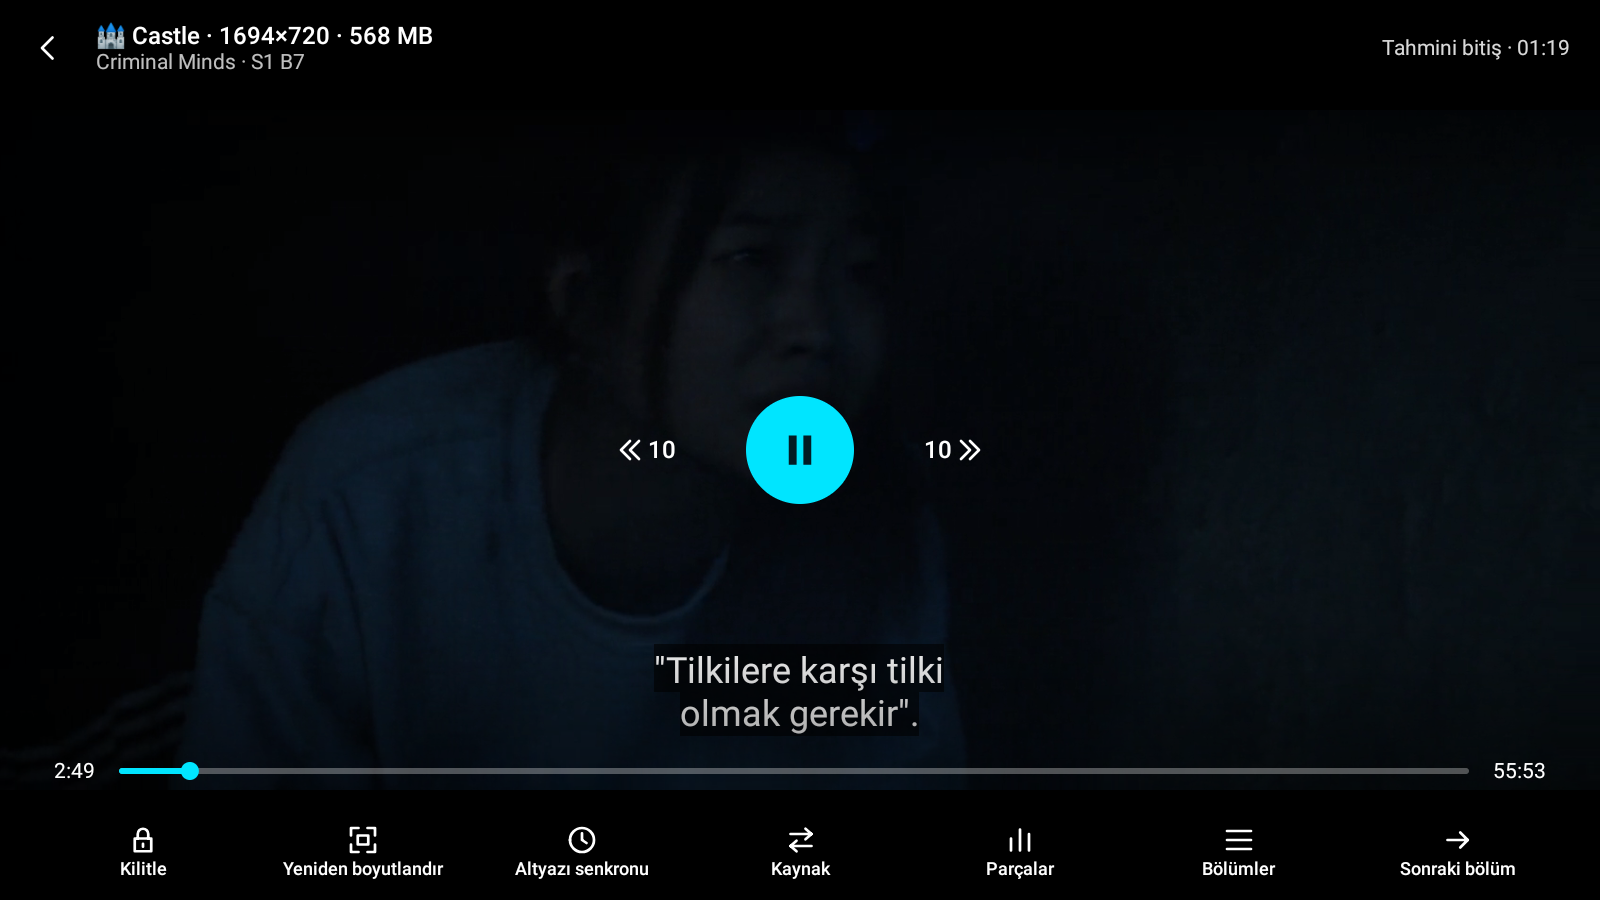 Castle · 1694×720 · 568 MB
Criminal Minds · S1 B7
Tahmini bitiş · 01:19
10
10
"Tilkilere karşı tilki
olmak gerekir".
2:49
55:53
Kilitle
Yeniden boyutlandır
Altyazı senkronu
Kaynak
Parçalar
Bölümler
Sonraki bölüm